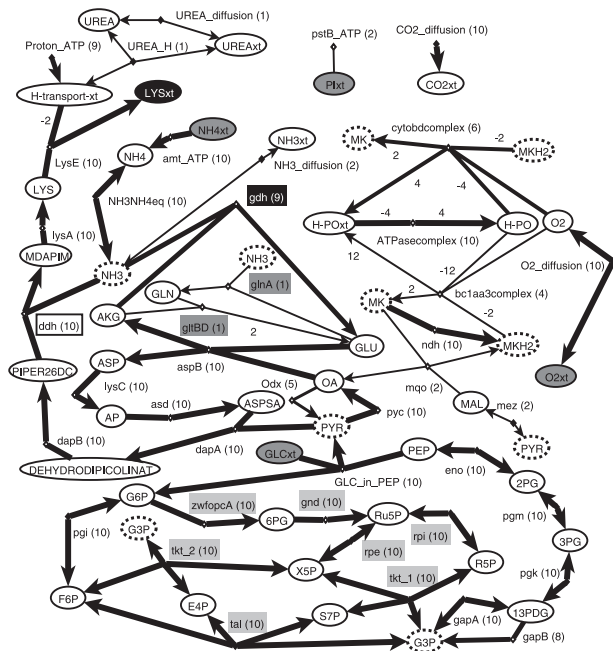 UREA
UREA_diffusion (1)
pstB_ATP (2)
CO2_diffusion (10)
Proton_ATP (9)
UREA_H (1)
UREAxt
PIxt
CO2xt
H-transport-xt
LYSxt
-2
NH4xt
NH3xt
MK
cytobdcomplex (6)
-2
MKH2
LysE (10)
NH4
amt_ATP (10)
NH3_diffusion (2)
2
LYS
NH3NH4eq (10)
gdh (9)
4
-4
H-POxt
-4
4
H-PO
O2
lysA (10)
ATPasecomplex (10)
MDAPIM
NH3
NH3
12
-12
O2_diffusion (10)
GLN
glnA (1)
MK
2
bc1aa3complex (4)
AKG
-2
ddh (10)
gltBD (1)
2
GLU
ndh (10)
MKH2
PIPER26DC
ASP
aspB (10)
O2xt
lysC (10)
Odx (5)
OA
mqo (2)
AP
asd (10)
ASPSA
MAL
mez (2)
PYR
pyc (10)
PYR
dapB (10)
dapA (10)
GLCxt
PEP
DEHYDRODIPICOLINAT
GLC_in_PEP (10)
eno (10)
G6P
zwfopcA (10)
gnd (10)
2PG
G3P
6PG
Ru5P
pgm (10)
pgi (10)
rpi (10)
tkt_2 (10)
rpe (10)
3PG
X5P
tkt_1 (10)
R5P
pgk (10)
F6P
E4P
S7P
13PDG
tal (10)
G3P
gapA (10)
gapB (8)